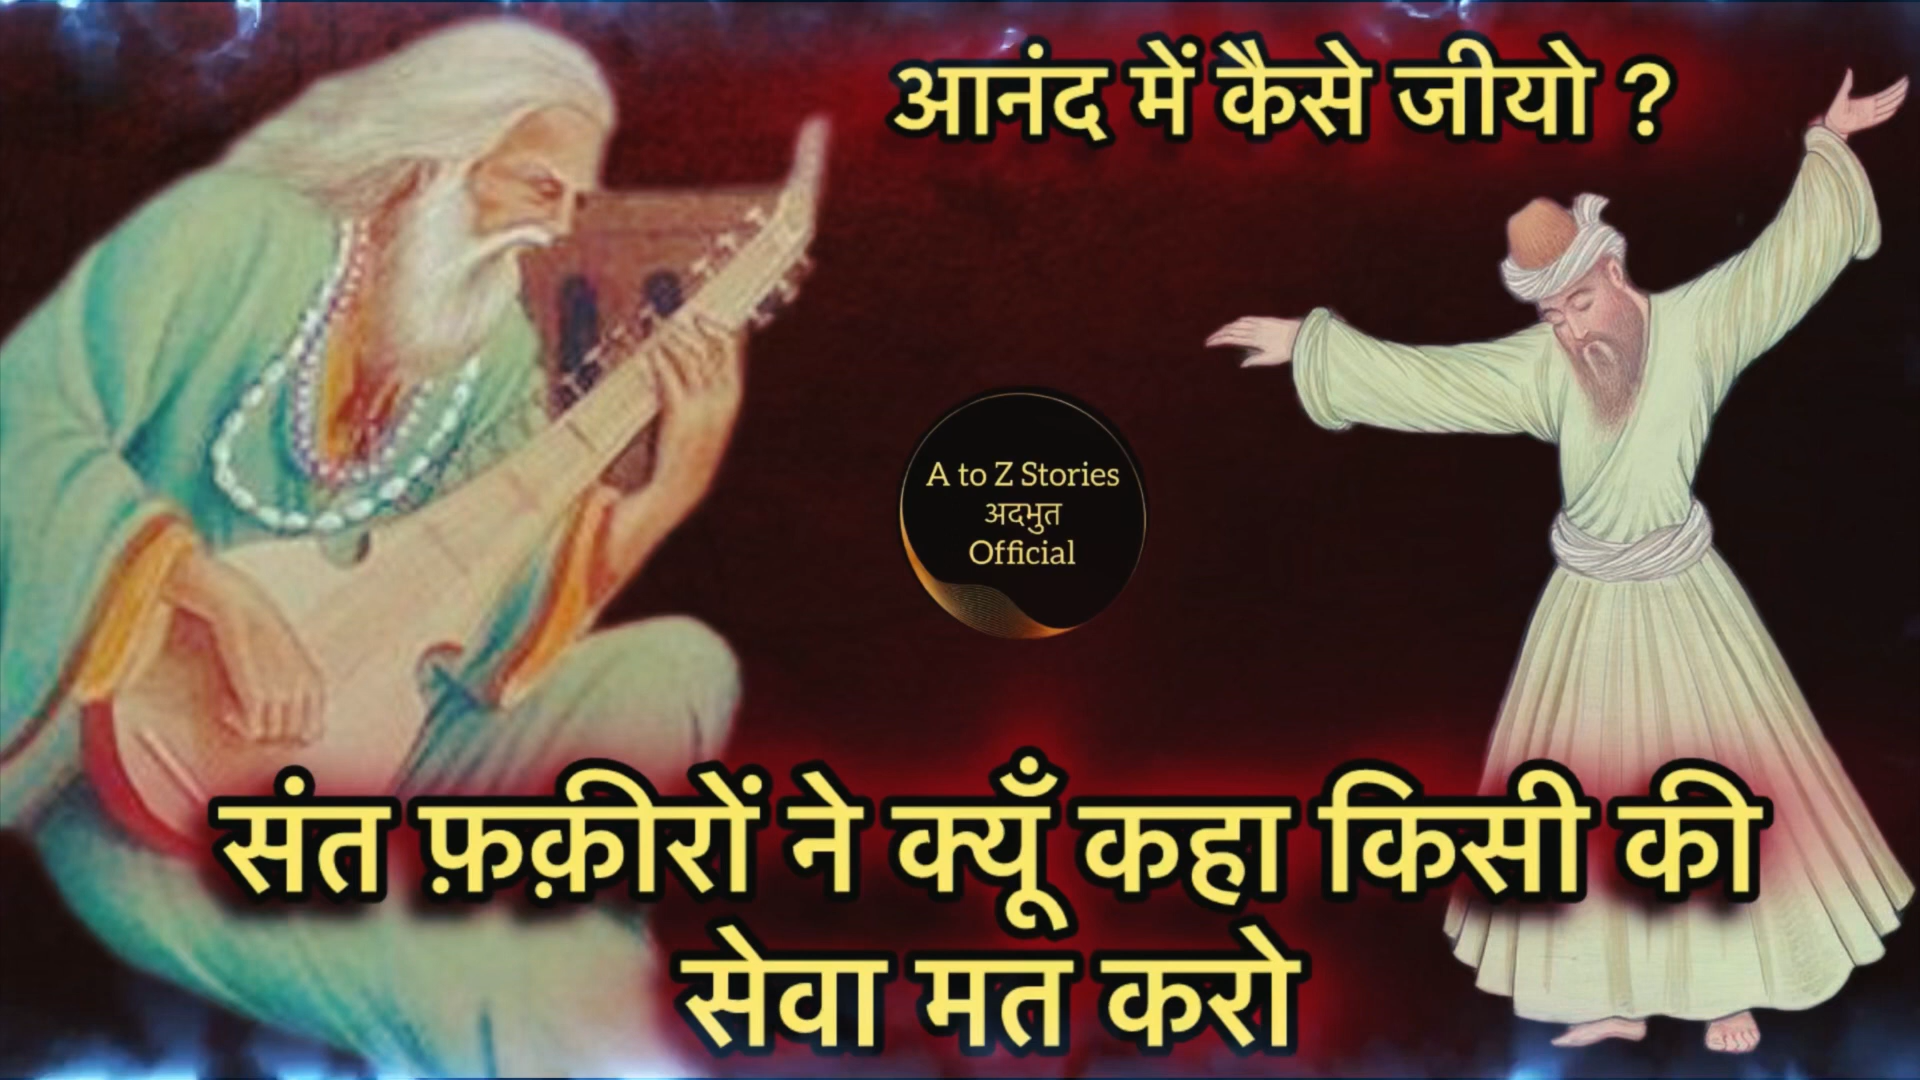 आनंद में कैसे जीयो ?
A to Z Stories
अदभुत
Official
संत फ़क़ीरों ने क्यूँ कहा किसी की
सेवा मत करो